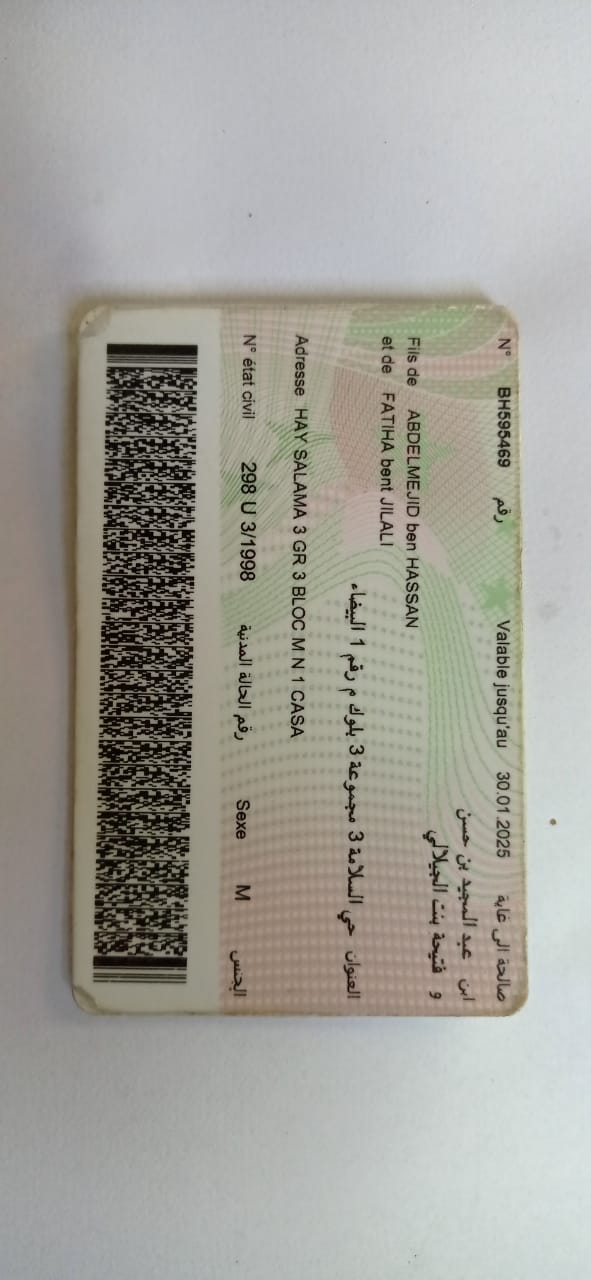 N° BH595469 رقم Valable jusqu'au 30.01.2025 صالحة الى غاية
ابن عبد المجيد بن حسن
و فتيحة بنت الجيلالي
Fils de ABDELMEJID ben HASSAN
et de FATIHA bent JILALI
العنوان حي السلامة 3 مجموعة 3 بلوك م رقم 1 البيضاء
Adresse HAY SALAMA 3 GR 3 BLOC M N 1 CASA
N° état civil 298 U 3/1998 رقم الحالة المدنية Sexe M الجنس